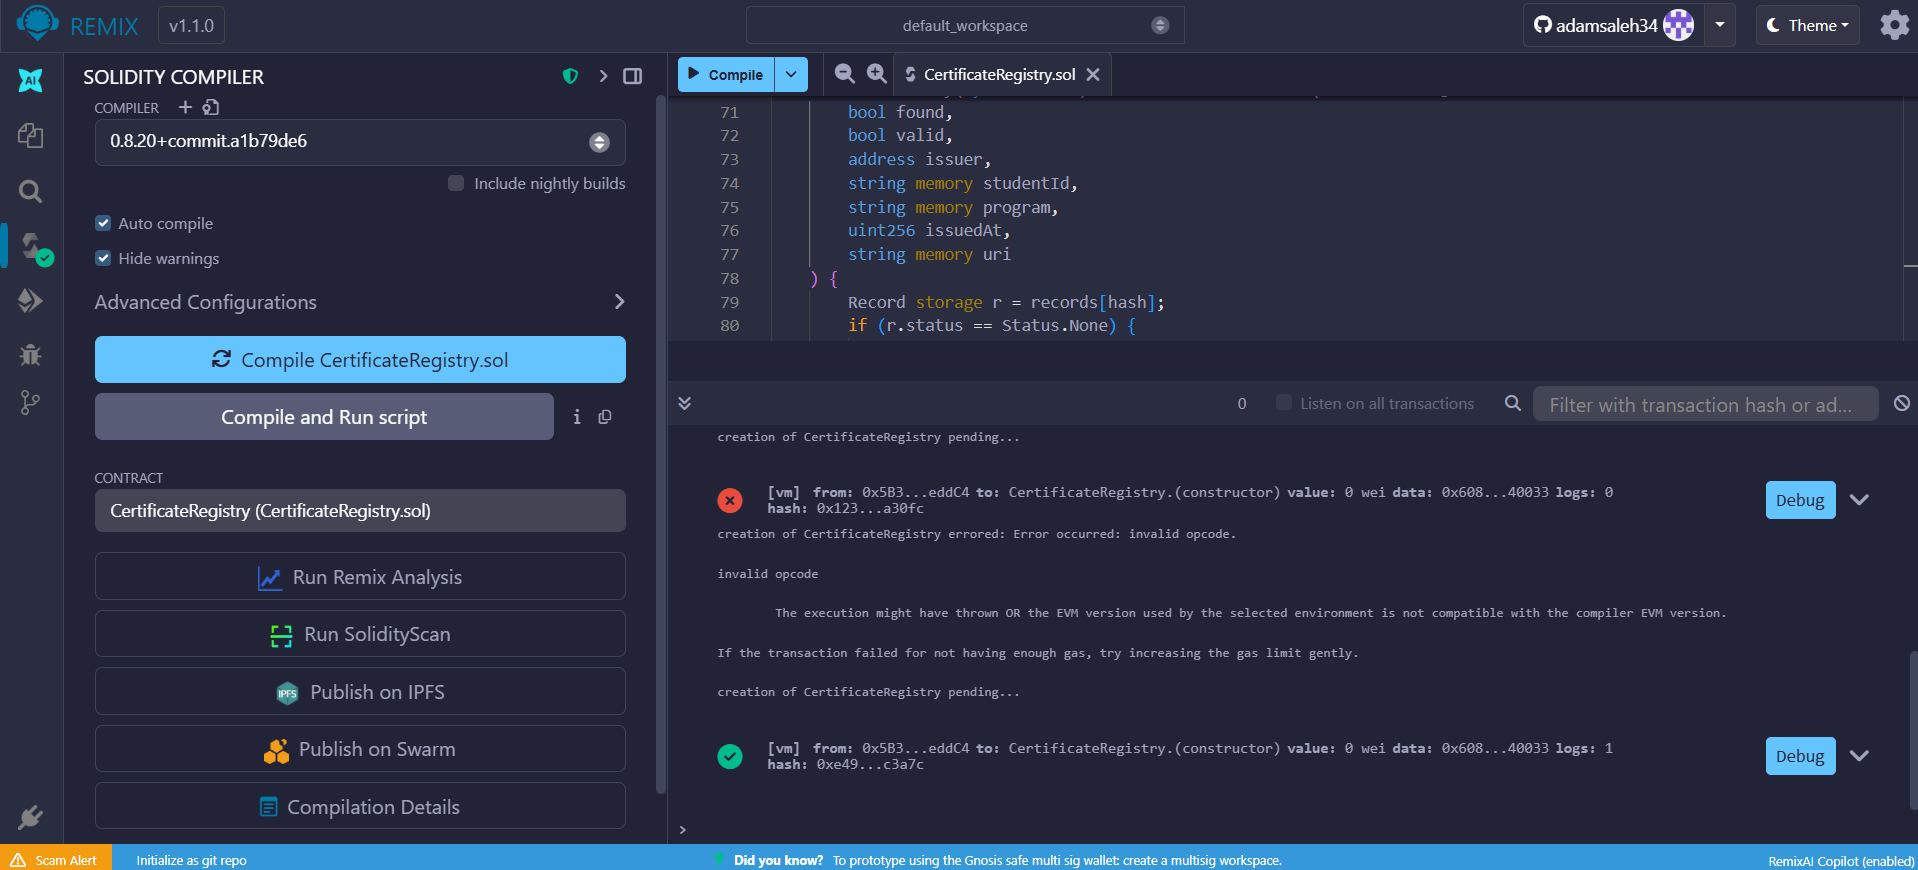 REMIX v1.1.0
default_workspace
adamsaleh34
Theme
AI
SOLIDITY COMPILER
COMPILER
0.8.20+commit.a1b79de6
Include nightly builds
Auto compile
Hide warnings
Advanced Configurations
Compile CertificateRegistry.sol
Compile and Run script
CONTRACT
CertificateRegistry (CertificateRegistry.sol)
Run Remix Analysis
Run SolidityScan
IPFS Publish on IPFS
Publish on Swarm
Compilation Details
Compile
CertificateRegistry.sol
71 bool found,
72 bool valid,
73 address issuer,
74 string memory studentId,
75 string memory program,
76 uint256 issuedAt,
77 string memory uri
78 ) {
79 Record storage r = records[hash];
80 if (r.status == Status.None) {
0 Listen on all transactions Filter with transaction hash or ad...
creation of CertificateRegistry pending...
[vm] from: 0x5B3...eddC4 to: CertificateRegistry.(constructor) value: 0 wei data: 0x608...40033 logs: 0
hash: 0x123...a30fc
Debug
creation of CertificateRegistry errored: Error occurred: invalid opcode.
invalid opcode
The execution might have thrown OR the EVM version used by the selected environment is not compatible with the compiler EVM version.
If the transaction failed for not having enough gas, try increasing the gas limit gently.
creation of CertificateRegistry pending...
[vm] from: 0x5B3...eddC4 to: CertificateRegistry.(constructor) value: 0 wei data: 0x608...40033 logs: 1
hash: 0xe49...c3a7c
Debug
>
Scam Alert
Initialize as git repo
Did you know? To prototype using the Gnosis safe multi sig wallet: create a multisig workspace.
RemixAI Copilot (enabled)